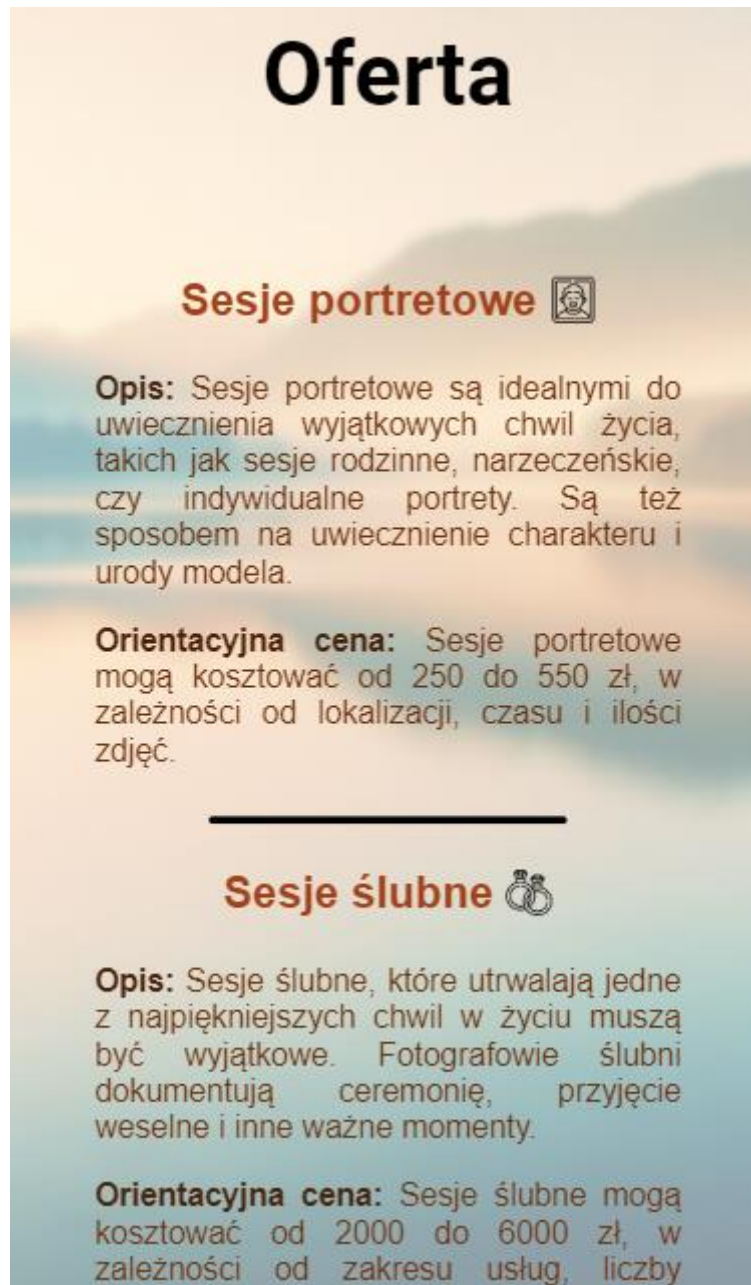 Oferta
Sesje portretowe
Opis: Sesje portretowe są idealnymi do
uwiecznienia wyjątkowych chwil życia,
takich jak sesje rodzinne, narzeczeńskie,
czy indywidualne portrety. Są też
sposobem na uwiecznienie charakteru i
urody modela.
Orientacyjna cena: Sesje portretowe
mogą kosztować od 250 do 550 zł, w
zależności od lokalizacji, czasu i ilości
zdjęć.
Sesje ślubne
Opis: Sesje ślubne, które utrwalają jedne
z najpiękniejszych chwil w życiu muszą
być wyjątkowe. Fotografowie ślubni
dokumentują ceremonię, przyjęcie
weselne i inne ważne momenty.
Orientacyjna cena: Sesje ślubne mogą
kosztować od 2000 do 6000 zł, w
zależności od zakresu usług, liczby